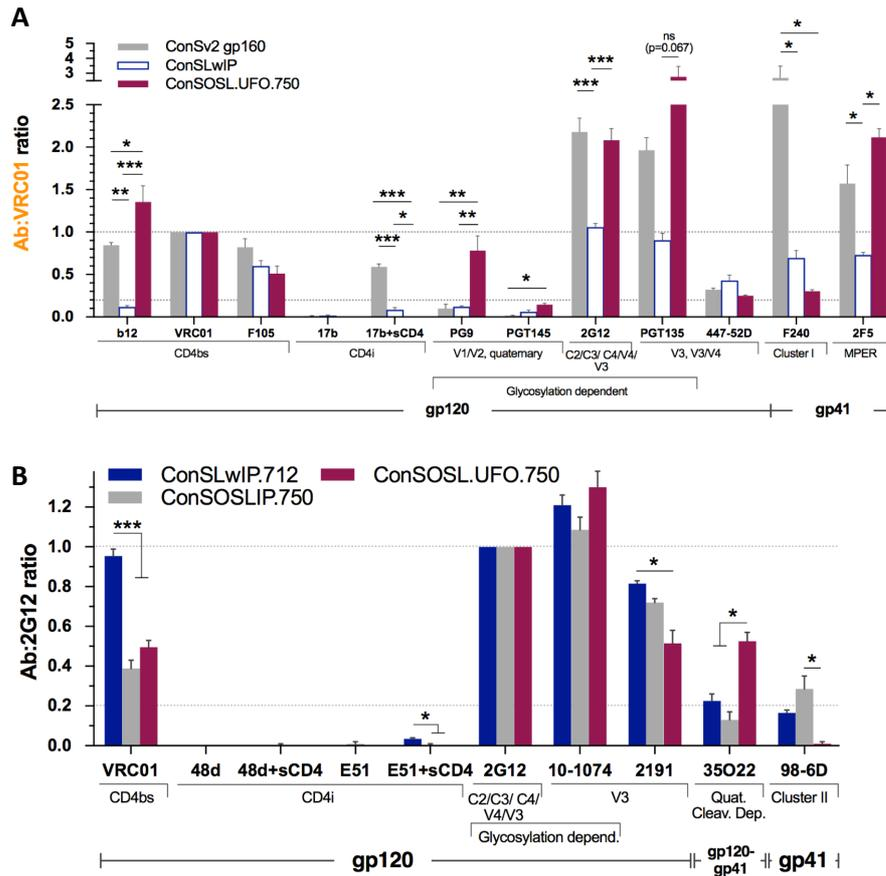 A
ConSv2 gp160
ConSLwIP
ConSOSL.UFO.750
Ab:VRC01 ratio
5
4
3
2.5
2.0
1.5
1.0
0.5
0.0
* *** **
*** * ***
** **
*
*** ***
ns
(p=0.067)
* *
* *
b12 VRC01 F105 17b 17b+sCD4 PG9 PGT145 2G12 PGT135 447-52D F240 2F5
CD4bs CD4i V1/V2, quaternary C2/C3/ C4/V4/ V3, V3/V4 Cluster I MPER
V3
Glycosylation dependent
gp120 gp41
B
ConSLwIP.712 ConSOSL.UFO.750
ConSOSLIP.750
Ab:2G12 ratio
1.2
1.0
0.8
0.6
0.4
0.2
0.0
***
*
*
*
*
VRC01 48d 48d+sCD4 E51 E51+sCD4 2G12 10-1074 2191 35O22 98-6D
CD4bs CD4i C2/C3/ C4/ V3 Quat. Cluster II
V4/V3 Cleav. Dep.
Glycosylation depend.
gp120 gp120- gp41
gp41